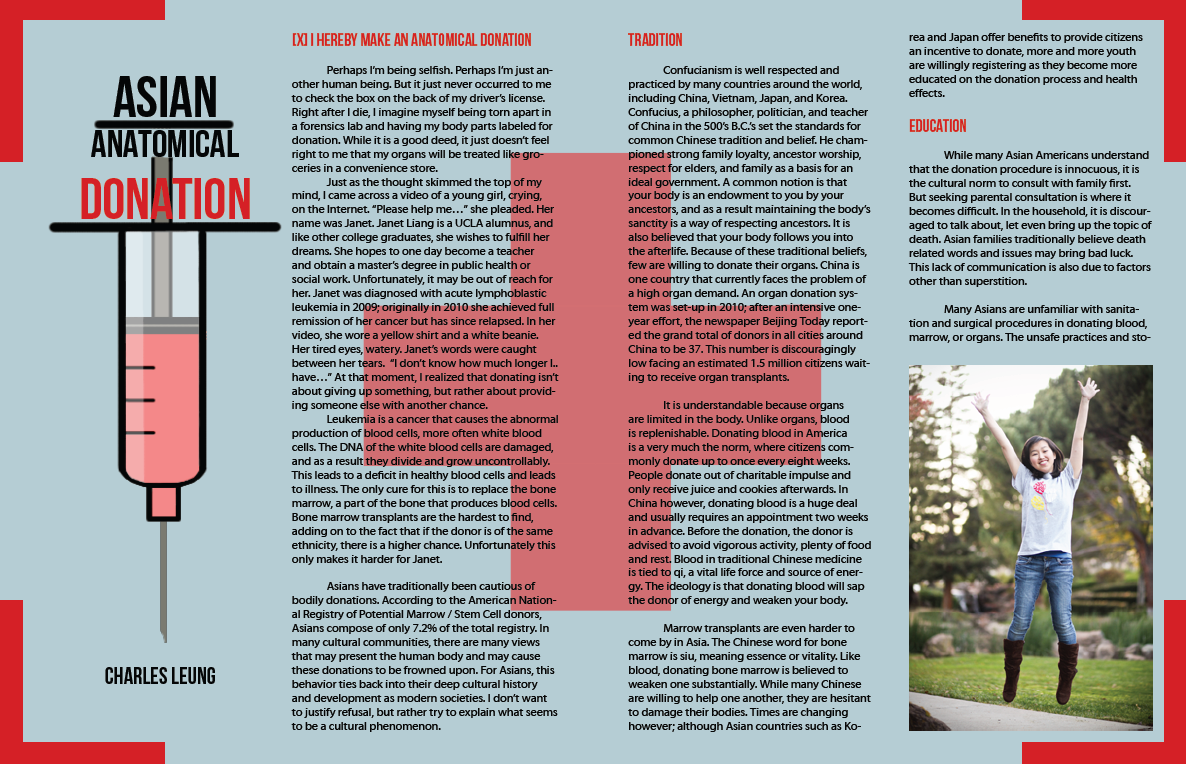 ASIAN
ANATOMICAL
DONATION
CHARLES LEUNG
[X] I HEREBY MAKE AN ANATOMICAL DONATION
Perhaps I’m being selfish. Perhaps I’m just an-
other human being. But it just never occurred to me
to check the box on the back of my driver’s license.
Right after I die, I imagine myself being torn apart in
a forensics lab and having my body parts labeled for
donation. While it is a good deed, it just doesn’t feel
right to me that my organs will be treated like gro-
ceries in a convenience store.
Just as the thought skimmed the top of my
mind, I came across a video of a young girl, crying,
on the Internet. “Please help me…” she pleaded. Her
name was Janet. Janet Liang is a UCLA alumnus, and
like other college graduates, she wishes to fulfill her
dreams. She hopes to one day become a teacher
and obtain a master’s degree in public health or
social work. Unfortunately, it may be out of reach for
her. Janet was diagnosed with acute lymphoblastic
leukemia in 2009; originally in 2010 she achieved full
remission of her cancer but has since relapsed. In her
video, she wore a yellow shirt and a white beanie.
Her tired eyes, watery. Janet’s words were caught
between her tears.  “I don’t know how much longer I..
have…” At that moment, I realized that donating isn’t
about giving up something, but rather about provid-
ing someone else with another chance.
Leukemia is a cancer that causes the abnormal
production of blood cells, more often white blood
cells. The DNA of the white blood cells are damaged,
and as a result they divide and grow uncontrollably.
This leads to a deficit in healthy blood cells and leads
to illness. The only cure for this is to replace the bone
marrow, a part of the bone that produces blood cells.
Bone marrow transplants are the hardest to find,
adding on to the fact that if the donor is of the same
ethnicity, there is a higher chance. Unfortunately this
only makes it harder for Janet.
Asians have traditionally been cautious of
bodily donations. According to the American Nation-
al Registry of Potential Marrow / Stem Cell donors,
Asians compose of only 7.2% of the total registry. In
many cultural communities, there are many views
that may present the human body and may cause
these donations to be frowned upon. For Asians, this
behavior ties back into their deep cultural history
and development as modern societies. I don’t want
to justify refusal, but rather try to explain what seems
to be a cultural phenomenon.
TRADITION
Confucianism is well respected and
practiced by many countries around the world,
including China, Vietnam, Japan, and Korea.
Confucius, a philosopher, politician, and teacher
of China in the 500’s B.C.’s set the standards for
common Chinese tradition and belief. He cham-
pioned strong family loyalty, ancestor worship,
respect for elders, and family as a basis for an
ideal government. A common notion is that
your body is an endowment to you by your
ancestors, and as a result maintaining the body’s
sanctity is a way of respecting ancestors. It is
also believed that your body follows you into
the afterlife. Because of these traditional beliefs,
few are willing to donate their organs. China is
one country that currently faces the problem of
a high organ demand. An organ donation sys-
tem was set-up in 2010; after an intensive one-
year effort, the newspaper Beijing Today report-
ed the grand total of donors in all cities around
China to be 37. This number is discouragingly
low facing an estimated 1.5 million citizens wait-
ing to receive organ transplants.
It is understandable because organs
are limited in the body. Unlike organs, blood
is replenishable. Donating blood in America
is a very much the norm, where citizens com-
monly donate up to once every eight weeks.
People donate out of charitable impulse and
only receive juice and cookies afterwards. In
China however, donating blood is a huge deal
and usually requires an appointment two weeks
in advance. Before the donation, the donor is
advised to avoid vigorous activity, plenty of food
and rest. Blood in traditional Chinese medicine
is tied to qi, a vital life force and source of ener-
gy. The ideology is that donating blood will sap
the donor of energy and weaken your body.
Marrow transplants are even harder to
come by in Asia. The Chinese word for bone
marrow is siu, meaning essence or vitality. Like
blood, donating bone marrow is believed to
weaken one substantially. While many Chinese
are willing to help one another, they are hesitant
to damage their bodies. Times are changing
however; although Asian countries such as Ko-
rea and Japan offer benefits to provide citizens
an incentive to donate, more and more youth
are willingly registering as they become more
educated on the donation process and health
effects.
EDUCATION
While many Asian Americans understand
that the donation procedure is innocuous, it is
the cultural norm to consult with family first.
But seeking parental consultation is where it
becomes difficult. In the household, it is discour-
aged to talk about, let even bring up the topic of
death. Asian families traditionally believe death
related words and issues may bring bad luck.
This lack of communication is also due to factors
other than superstition.
Many Asians are unfamiliar with sanita-
tion and surgical procedures in donating blood,
marrow, or organs. The unsafe practices and sto-